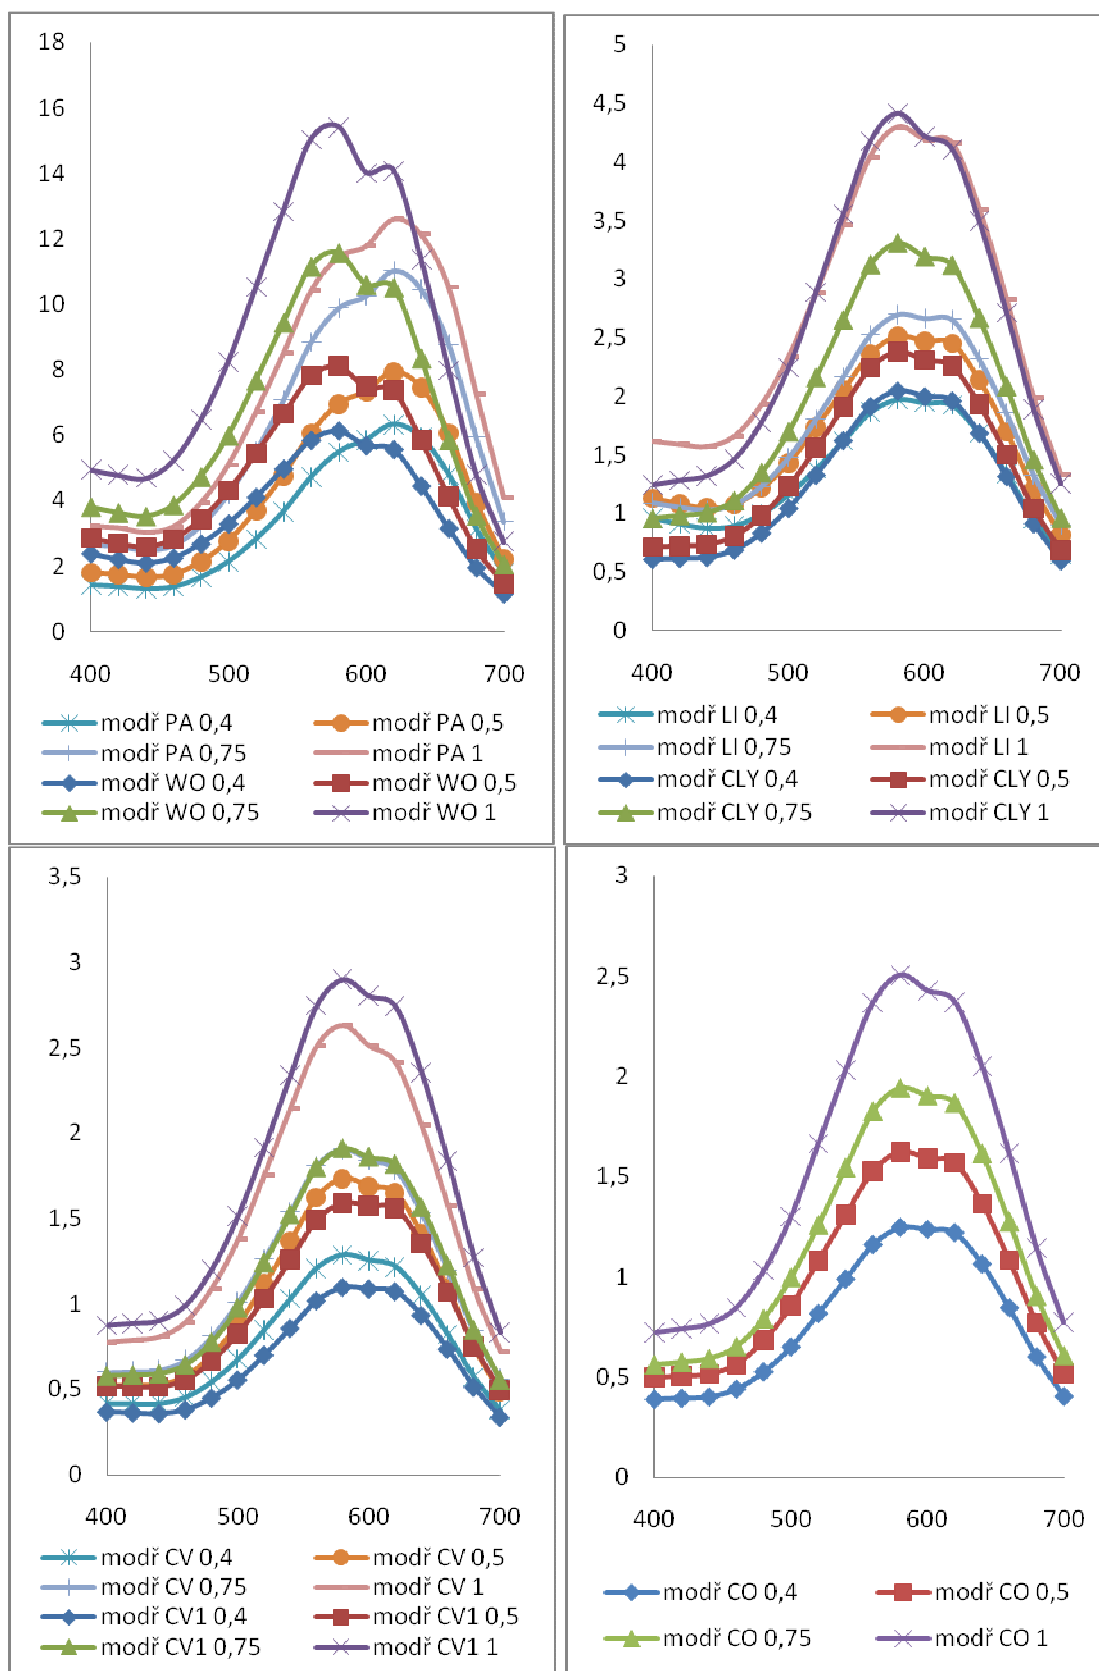 18
16
14
12
10
8
6
4
2
0
400 500 600 700
modř PA 0,4 modř PA 0,5
modř PA 0,75 modř PA 1
modř WO 0,4 modř WO 0,5
modř WO 0,75 modř WO 1
5
4,5
4
3,5
3
2,5
2
1,5
1
0,5
0
400 500 600 700
modř LI 0,4 modř LI 0,5
modř LI 0,75 modř LI 1
modř CLY 0,4 modř CLY 0,5
modř CLY 0,75 modř CLY 1
3,5
3
2,5
2
1,5
1
0,5
0
400 500 600 700
modř CV 0,4 modř CV 0,5
modř CV 0,75 modř CV 1
modř CV1 0,4 modř CV1 0,5
modř CV1 0,75 modř CV1 1
3
2,5
2
1,5
1
0,5
0
400 500 600 700
modř CO 0,4 modř CO 0,5
modř CO 0,75 modř CO 1